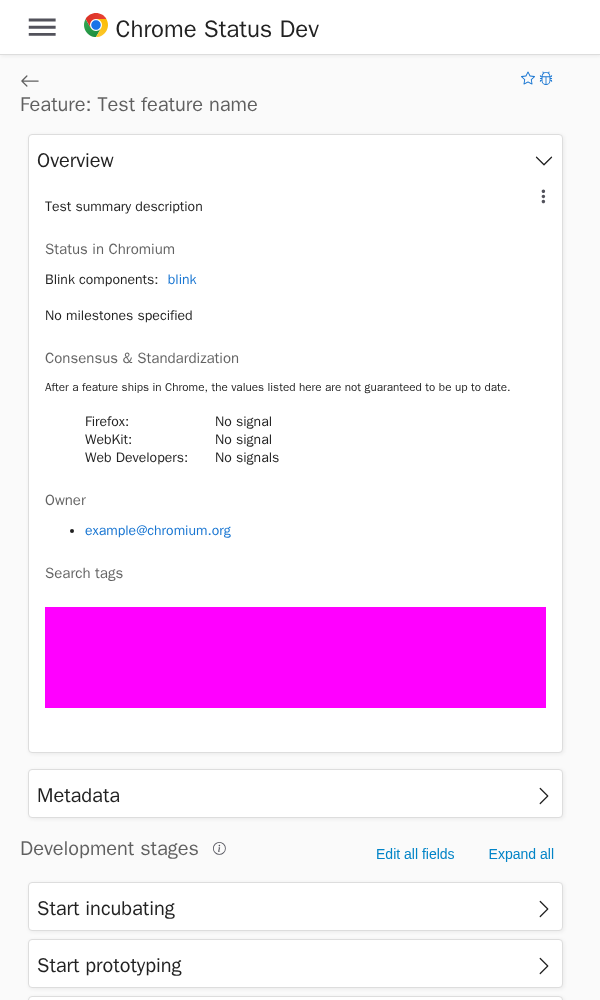 Chrome Status Dev
Feature: Test feature name
Overview
Test summary description
Status in Chromium
Blink components: blink
No milestones specified
Consensus & Standardization
After a feature ships in Chrome, the values listed here are not guaranteed to be up to date.
Firefox: No signal
WebKit: No signal
Web Developers: No signals
Owner
• example@chromium.org
Search tags
Metadata
Development stages
Edit all fields Expand all
Start incubating
Start prototyping